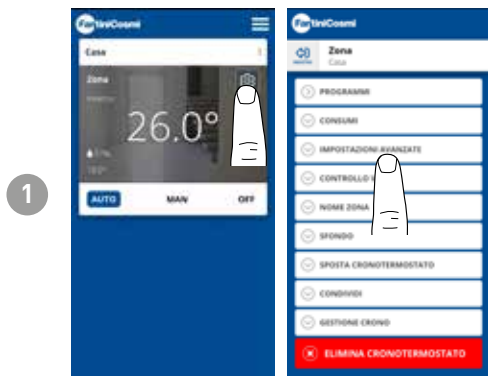 1
FantiniCosmi
Casa
Zona
26.0°
AUTO MAN OFF
FantiniCosmi
Zona
Casa
PROGRAMMI
CONSUMI
IMPOSTAZIONI AVANZATE
CONTROLLO
NOME ZONA
SFONDO
SPOSTA CRONOTERMOSTATO
CONDIVIDI
GESTIONE CRONO
ELIMINA CRONOTERMOSTATO